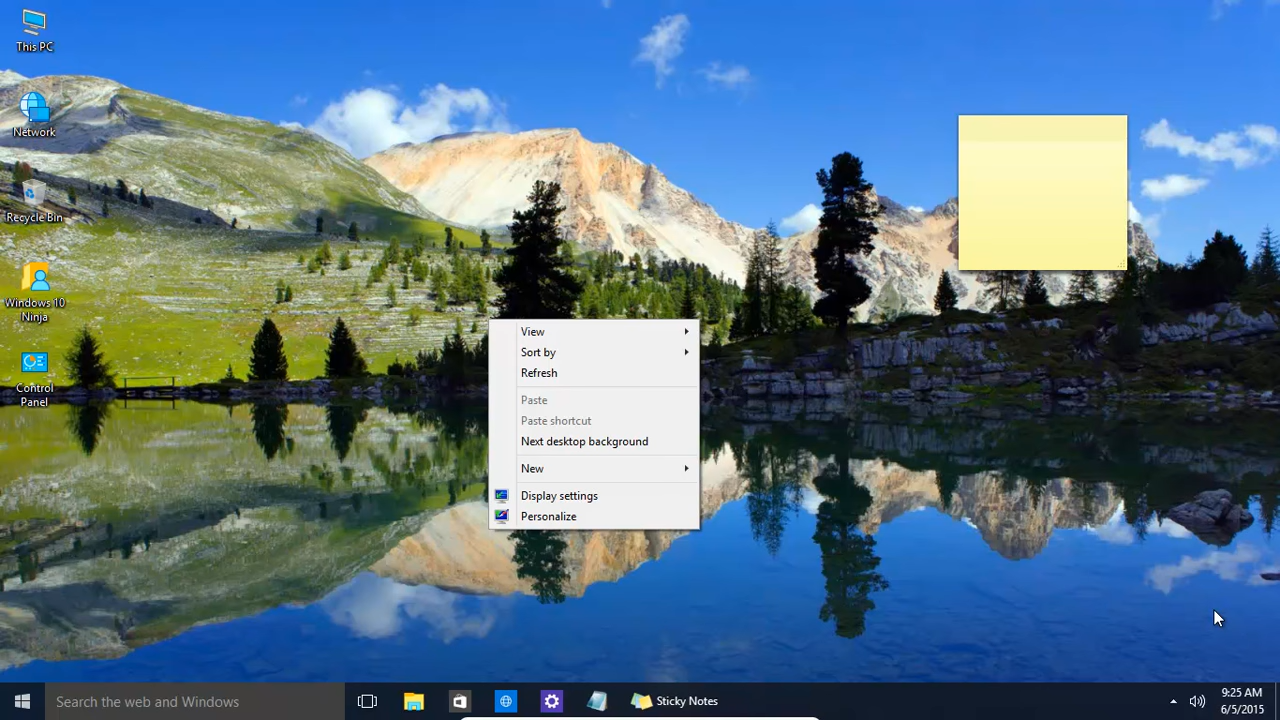 This PC
Network
Recycle Bin
Windows 10
Ninja
Control
Panel
View
Sort by
Refresh
Paste
Paste shortcut
Next desktop background
New
Display settings
Personalize
Search the web and Windows
Sticky Notes
9:25 AM
6/5/2015